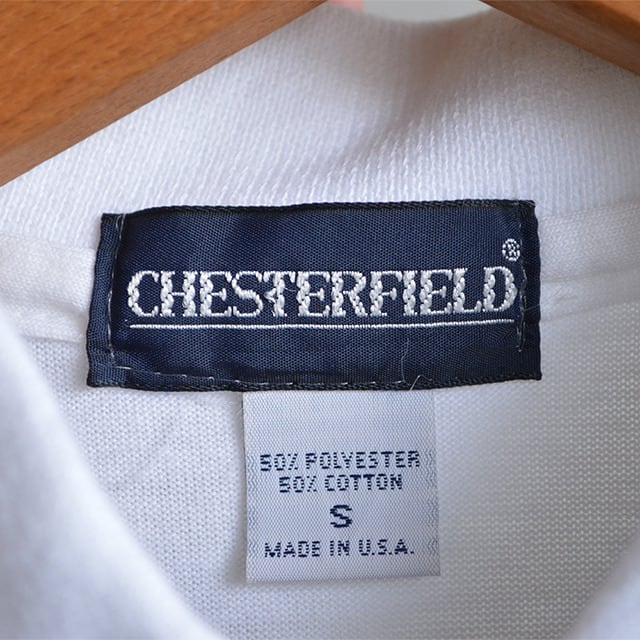 CHESTERFIELD®
50% POLYESTER
50% COTTON
S
MADE IN U.S.A.